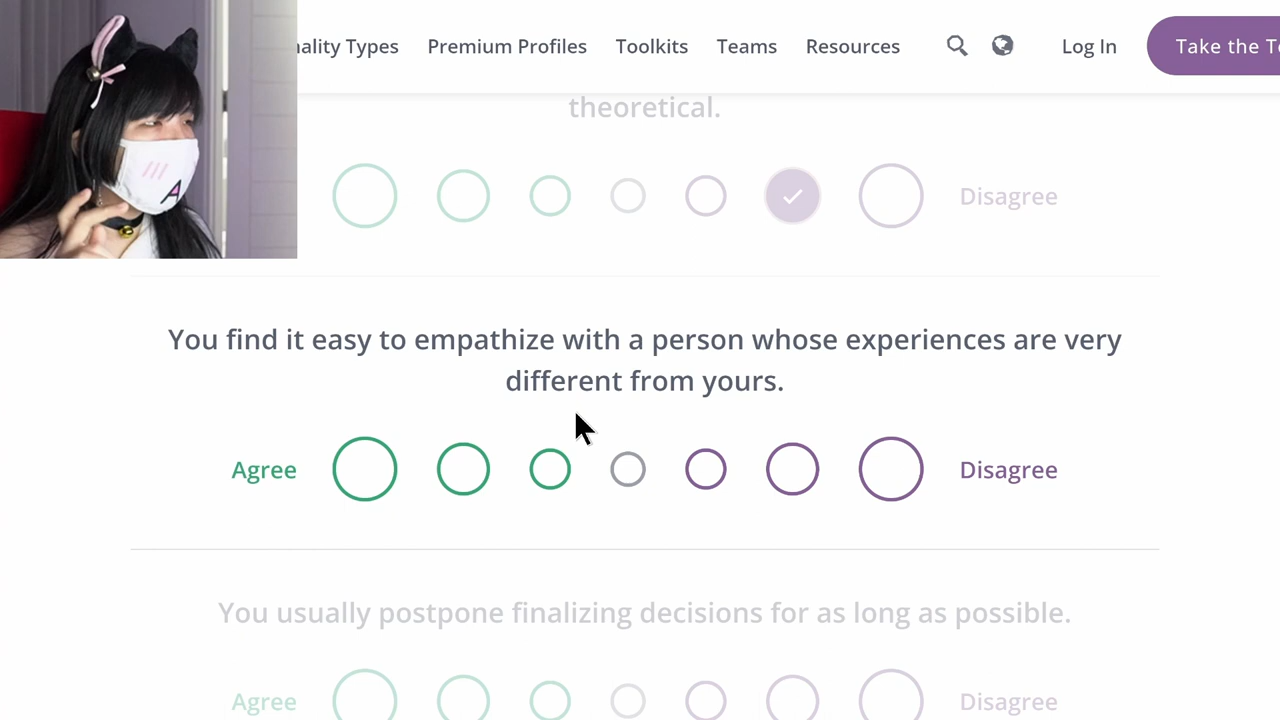 nality Types Premium Profiles Toolkits Teams Resources Log In Take the Te
theoretical.
Disagree
You find it easy to empathize with a person whose experiences are very
different from yours.
Agree Disagree
You usually postpone finalizing decisions for as long as possible.
Agree Disagree